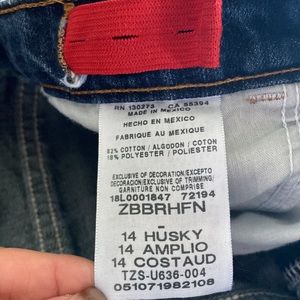 RN 130273 CA 55394
MADE IN MEXICO
HECHO EN MEXICO
FABRIQUE AU MEXIQUE
82% COTTON / ALGODON / COTON
18% POLYESTER / POLIESTER
EXCLUSIVE OF DECORATION/EXCEPTO
DECORACION/EXCLUSIVE OF TRIMMING/
GARNITURE NON COMPRISE
18L0001847 72194
ZBBRHFN
-
14 HUSKY
14 AMPLIO
14 COSTAUD
TZS-U636-004
051071982108